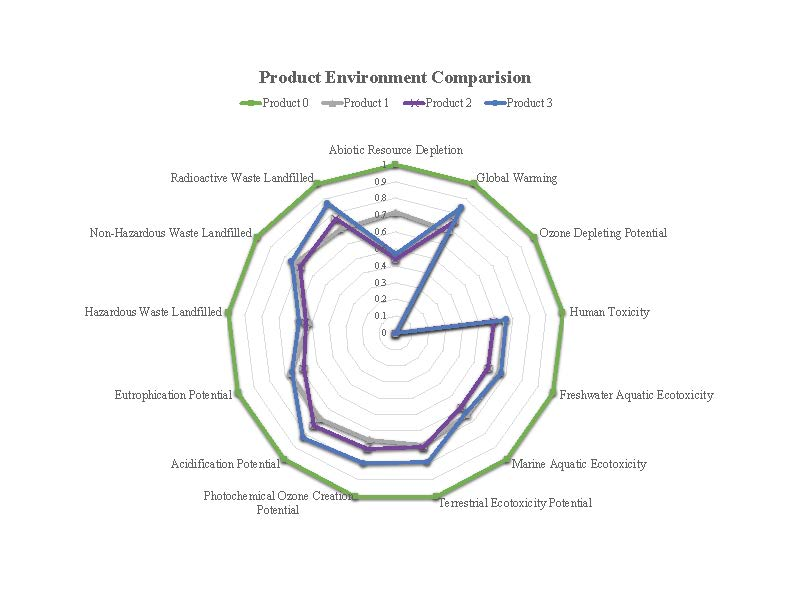 Product Environment Comparision
Product 0
Product 1
Product 2
Product 3
Abiotic Resource Depletion
Radioactive Waste Landfilled
Global Warming
Non-Hazardous Waste Landfilled
Ozone Depleting Potential
Hazardous Waste Landfilled
Human Toxicity
Eutrophication Potential
Freshwater Aquatic Ecotoxicity
Acidification Potential
Marine Aquatic Ecotoxicity
Photochemical Ozone Creation
Potential
Terrestrial Ecotoxicity Potential
1
0.9
0.8
0.7
0.6
0.4
0.3
0.2
0.1
0